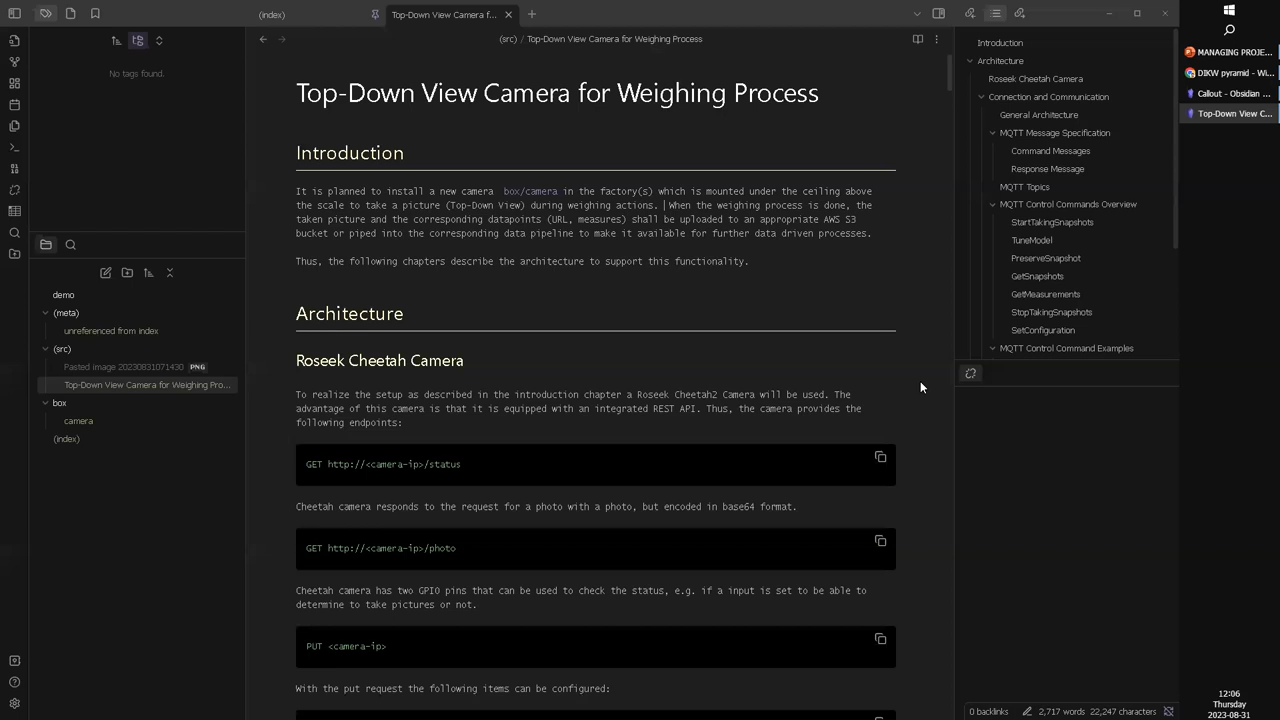 (index)
Top-Down View Camera f...
(src) / Top-Down View Camera for Weighing Process
No tags found.
demo
(meta)
unreferenced from index
(src)
Pasted image 20230831071430 PNG
Top-Down View Camera for Weighing Pro...
box
camera
(index)
Top-Down View Camera for Weighing Process
Introduction
It is planned to install a new camera box/camera in the factory(s) which is mounted under the ceiling above
the scale to take a picture (Top-Down View) during weighing actions. When the weighing process is done, the
taken picture and the corresponding datapoints (URL, measures) shall be uploaded to an appropriate AWS S3
bucket or piped into the corresponding data pipeline to make it available for further data driven processes.
Thus, the following chapters describe the architecture to support this functionality.
Architecture
Roseek Cheetah Camera
To realize the setup as described in the introduction chapter a Roseek Cheetah2 Camera will be used. The
advantage of this camera is that it is equipped with an integrated REST API. Thus, the camera provides the
following endpoints:
GET http://<camera-ip>/status
Cheetah camera responds to the request for a photo with a photo, but encoded in base64 format.
GET http://<camera-ip>/photo
Cheetah camera has two GPIO pins that can be used to check the status, e.g. if a input is set to be able to
determine to take pictures or not.
PUT <camera-ip>
With the put request the following items can be configured:
Introduction
Architecture
Roseek Cheetah Camera
Connection and Communication
General Architecture
MQTT Message Specification
Command Messages
Response Message
MQTT Topics
MQTT Control Commands Overview
StartTakingSnapshots
TuneModel
PreserveSnapshot
GetSnapshots
GetMeasurements
StopTakingSnapshots
SetConfiguration
MQTT Control Command Examples
0 backlinks
2,717 words 22,247 characters
MANAGING PROJE...
DIKW pyramid - Wi...
Callout - Obsidian ...
Top-Down View C...
12:06
Thursday
2023-08-31